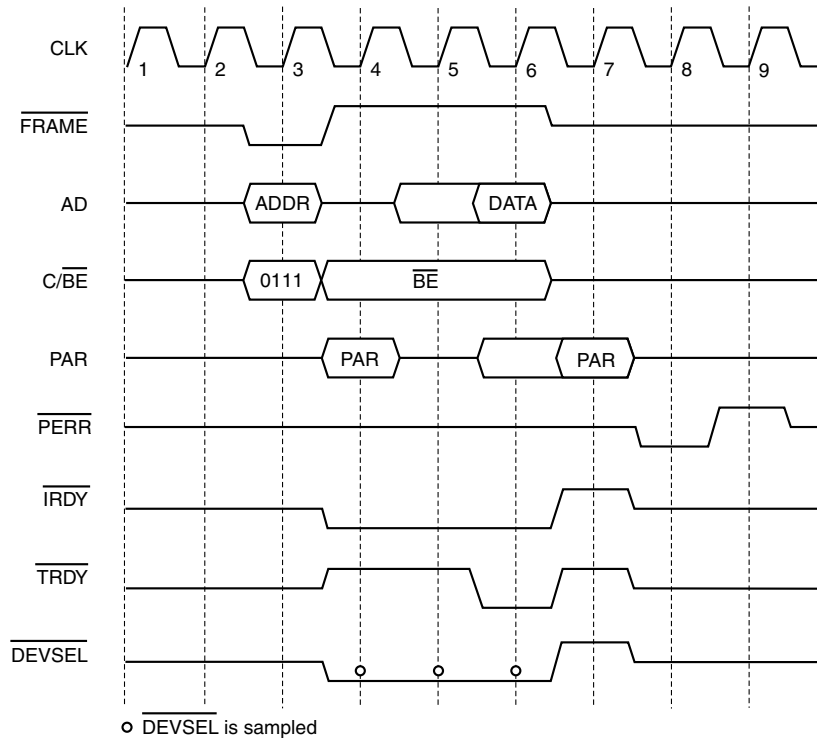 CLK
1 2 3 4 5 6 7 8 9
FRAME
AD
ADDR DATA
C/BE
0111 BE
PAR
PAR PAR
PERR
IRDY
TRDY
DEVSEL
DEVSEL is sampled